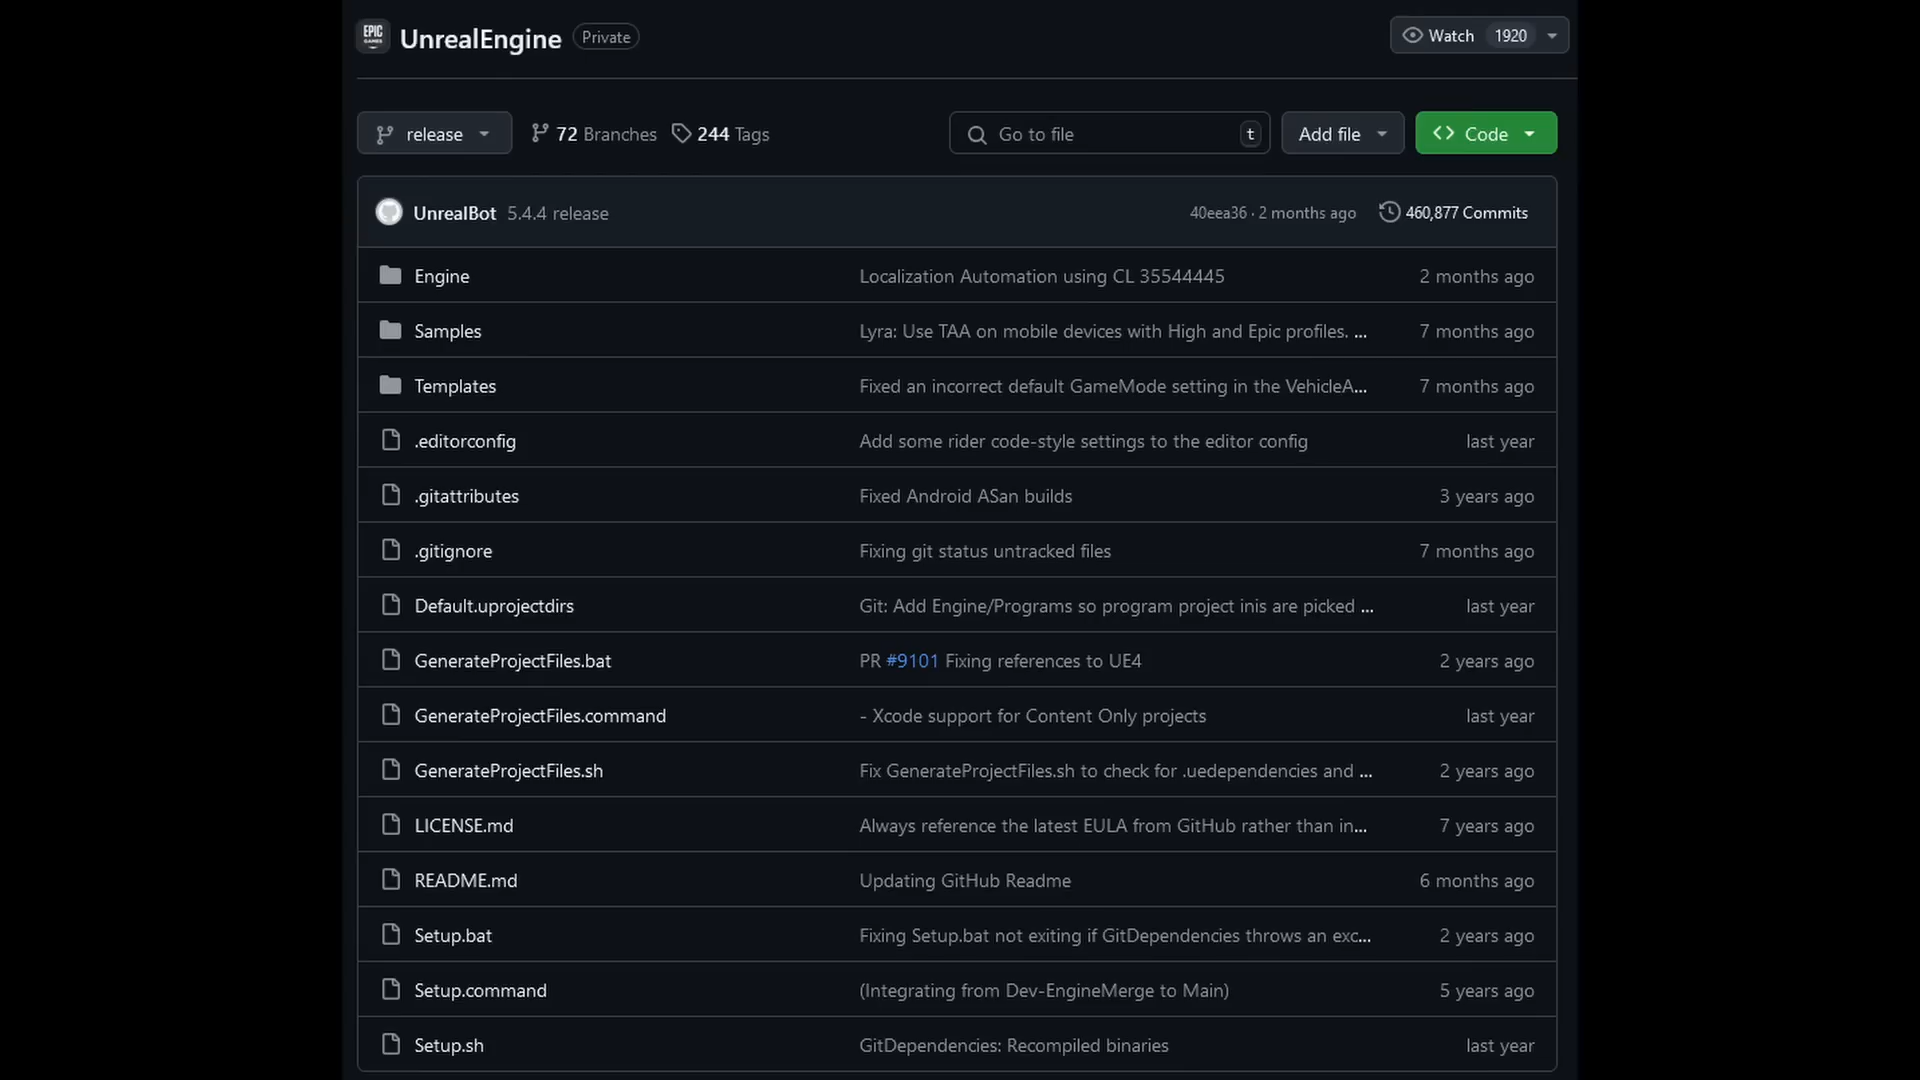 EPIC GAMES UnrealEngine Private Watch 1920
release 72 Branches 244 Tags Go to file t Add file Code
UnrealBot 5.4.4 release 40eea36 · 2 months ago 460,877 Commits
Engine Localization Automation using CL 35544445 2 months ago
Samples Lyra: Use TAA on mobile devices with High and Epic profiles. ... 7 months ago
Templates Fixed an incorrect default GameMode setting in the VehicleA... 7 months ago
.editorconfig Add some rider code-style settings to the editor config last year
.gitattributes Fixed Android ASan builds 3 years ago
.gitignore Fixing git status untracked files 7 months ago
Default.uprojectdirs Git: Add Engine/Programs so program project inis are picked ... last year
GenerateProjectFiles.bat PR #9101 Fixing references to UE4 2 years ago
GenerateProjectFiles.command - Xcode support for Content Only projects last year
GenerateProjectFiles.sh Fix GenerateProjectFiles.sh to check for .uedependencies and ... 2 years ago
LICENSE.md Always reference the latest EULA from GitHub rather than in... 7 years ago
README.md Updating GitHub Readme 6 months ago
Setup.bat Fixing Setup.bat not exiting if GitDependencies throws an exc... 2 years ago
Setup.command (Integrating from Dev-EngineMerge to Main) 5 years ago
Setup.sh GitDependencies: Recompiled binaries last year